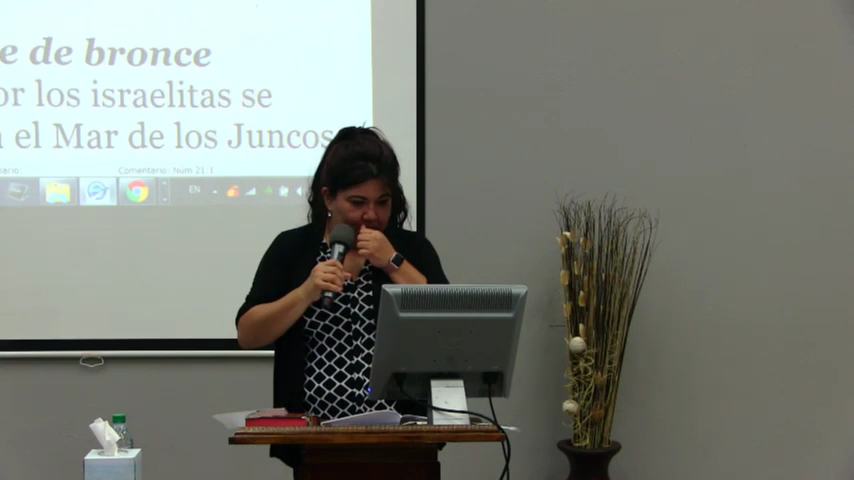 e de bronce
or los israelitas se
el Mar de los Juncos
Comentario: Num 21:1
EN